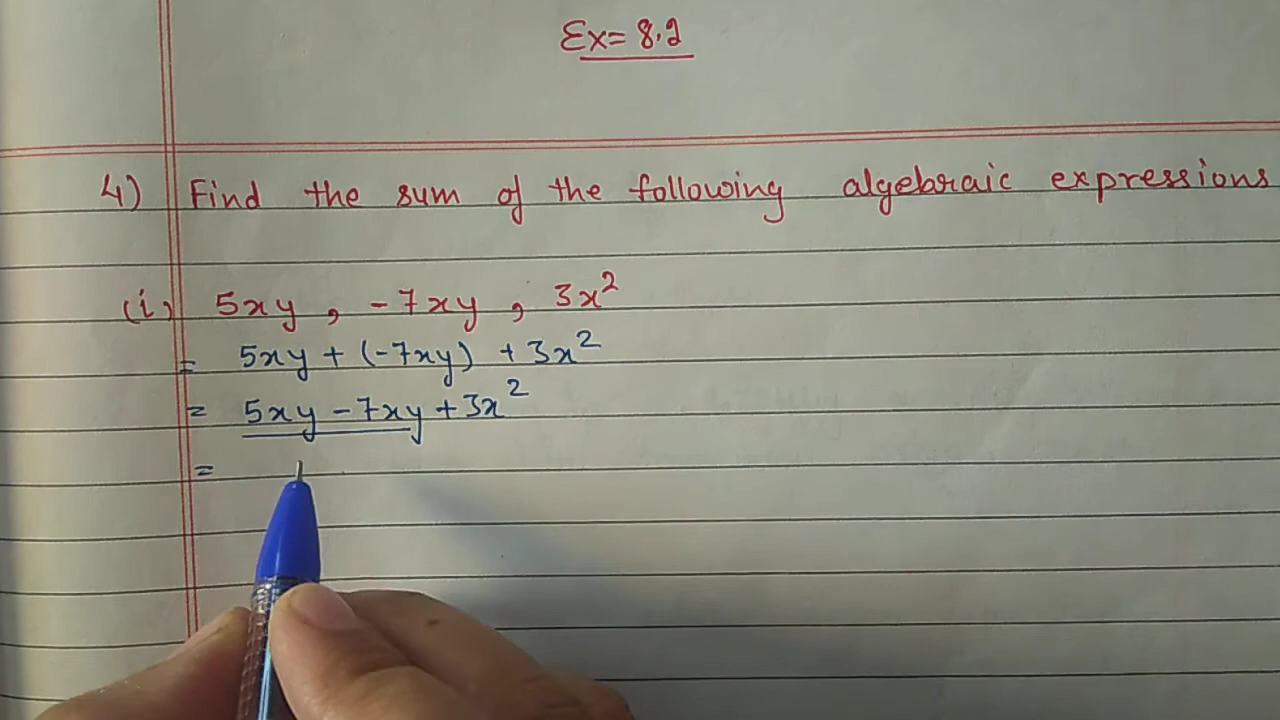 Ex= 8.2
4) Find the sum of the following algebraic expressions
(i) 5xy , -7xy , 3x²
= 5xy + (-7xy) + 3x²
= 5xy - 7xy + 3x²
=